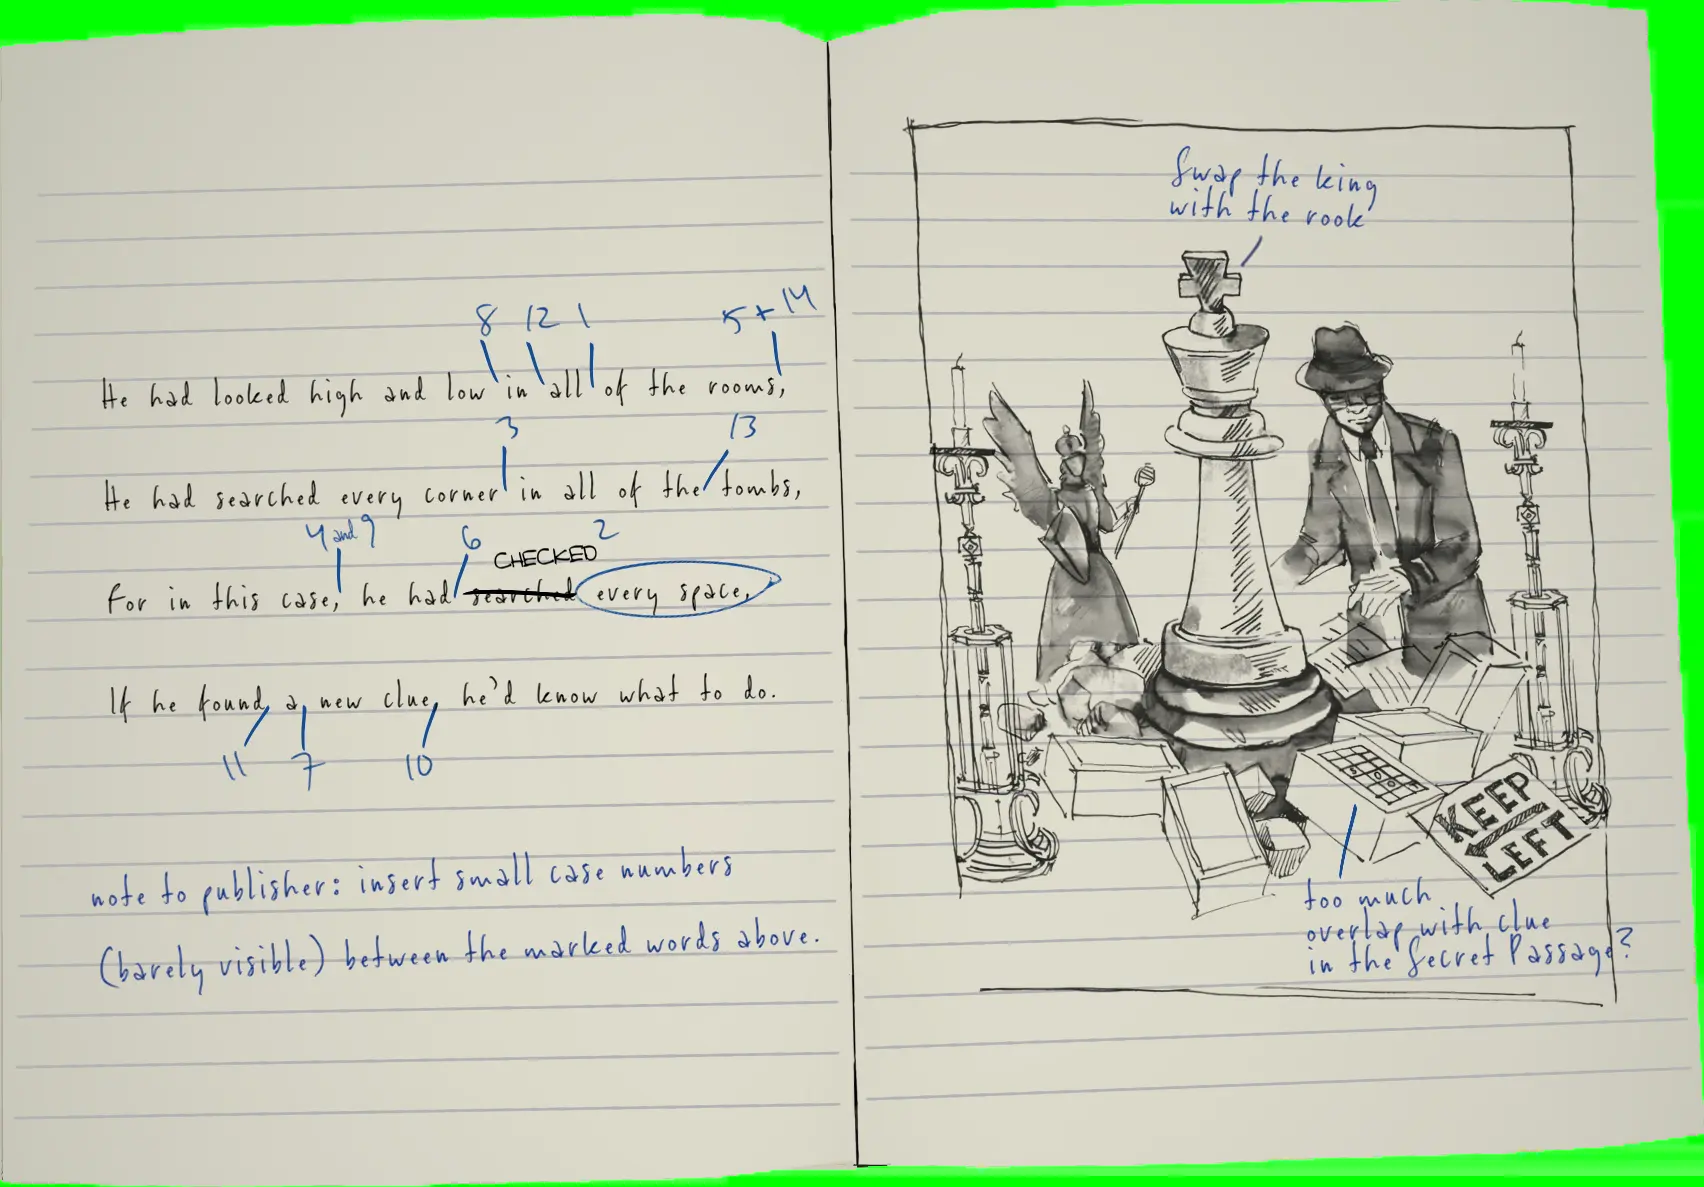 8 12 1 5 + 14
He had looked high and low in all of the rooms,
3 13
He had searched every corner in all of the tombs,
4 and 9 6 CHECKED 2
For in this case, he had searched every space,
If he found a new clue, he'd know what to do.
11 7 10
note to publisher: insert small case numbers
(barely visible) between the marked words above.
Swap the king
with the rook
KEEP
LEFT
too much
overlap with clue
in the Secret Passage?